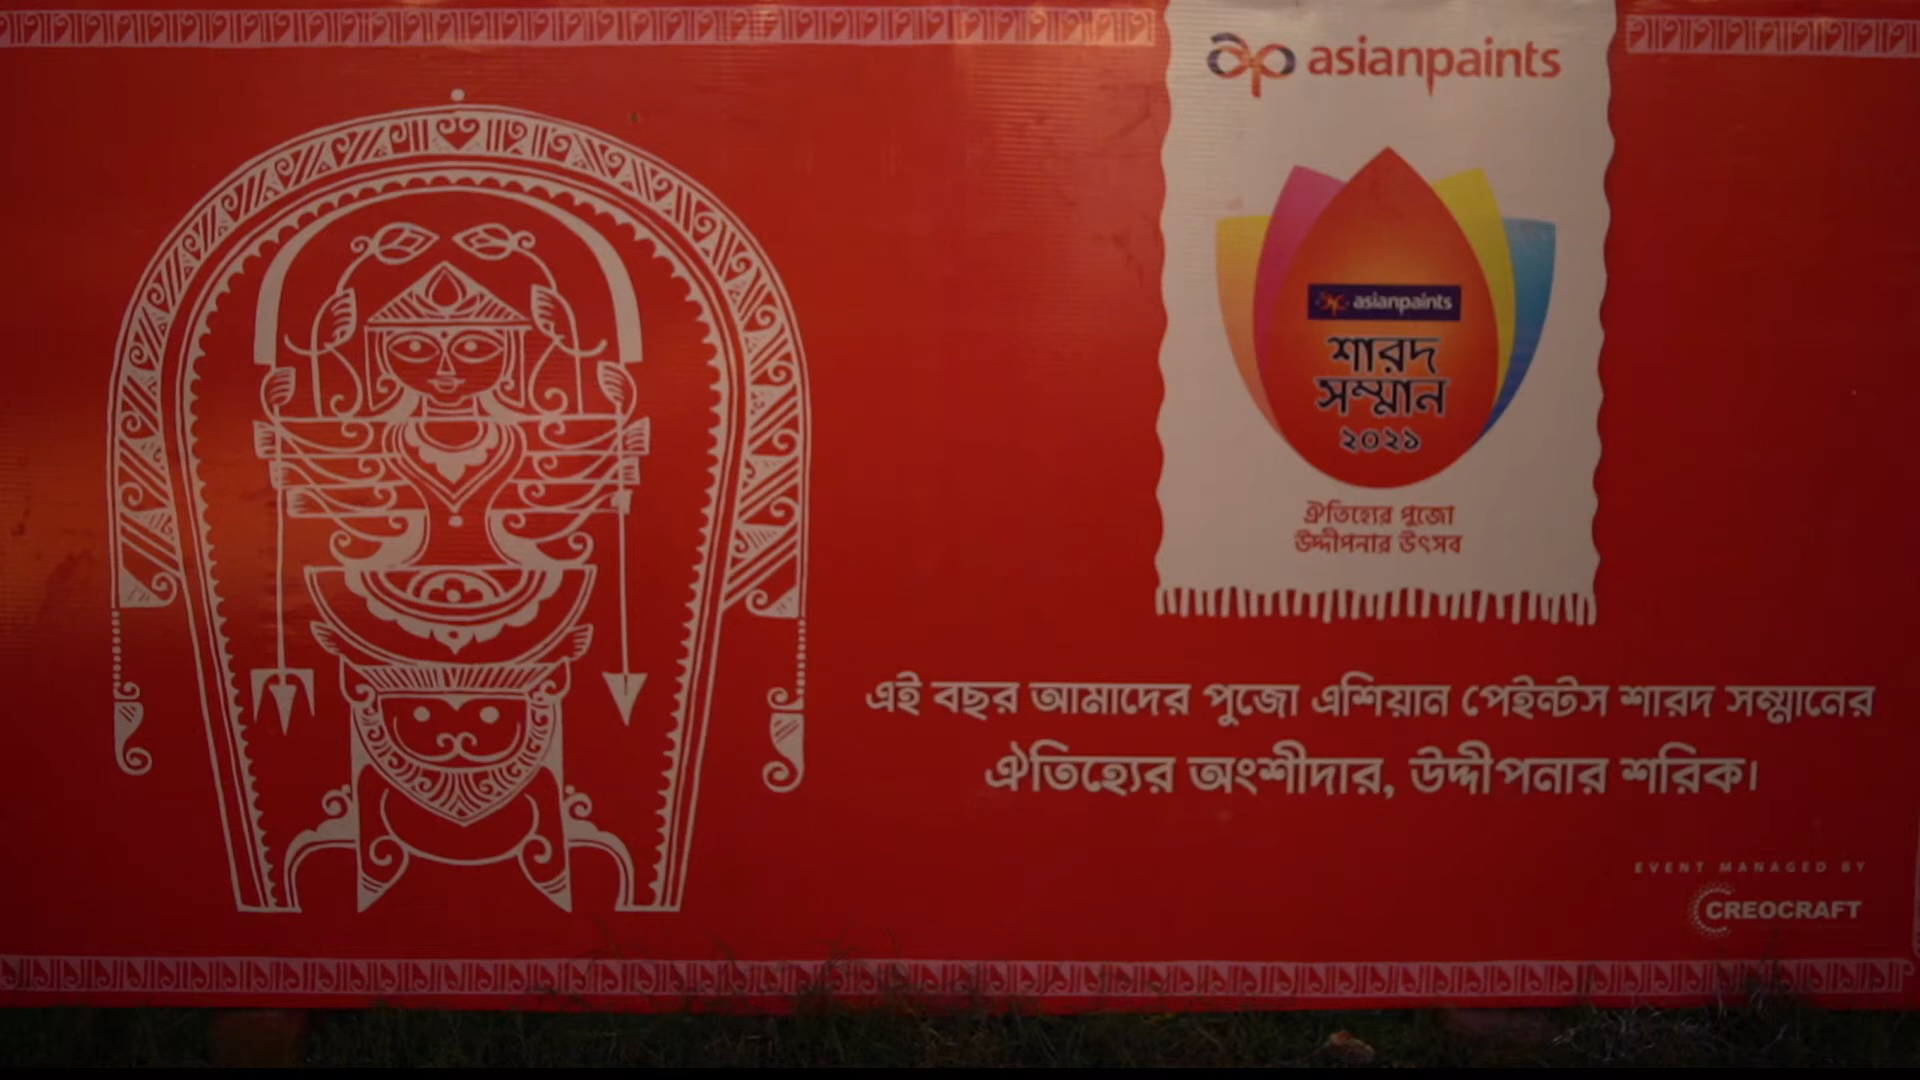 asianpaints
asianpaints
শারদ
সম্মান
২০২১
ঐতিহ্যের পুজো
উদ্দীপনার উৎসব
এই বছর আমাদের পুজো এশিয়ান পেইন্টস শারদ সম্মানের
ঐতিহ্যের অংশীদার, উদ্দীপনার শরিক।
EVENT MANAGED BY
CREOCRAFT